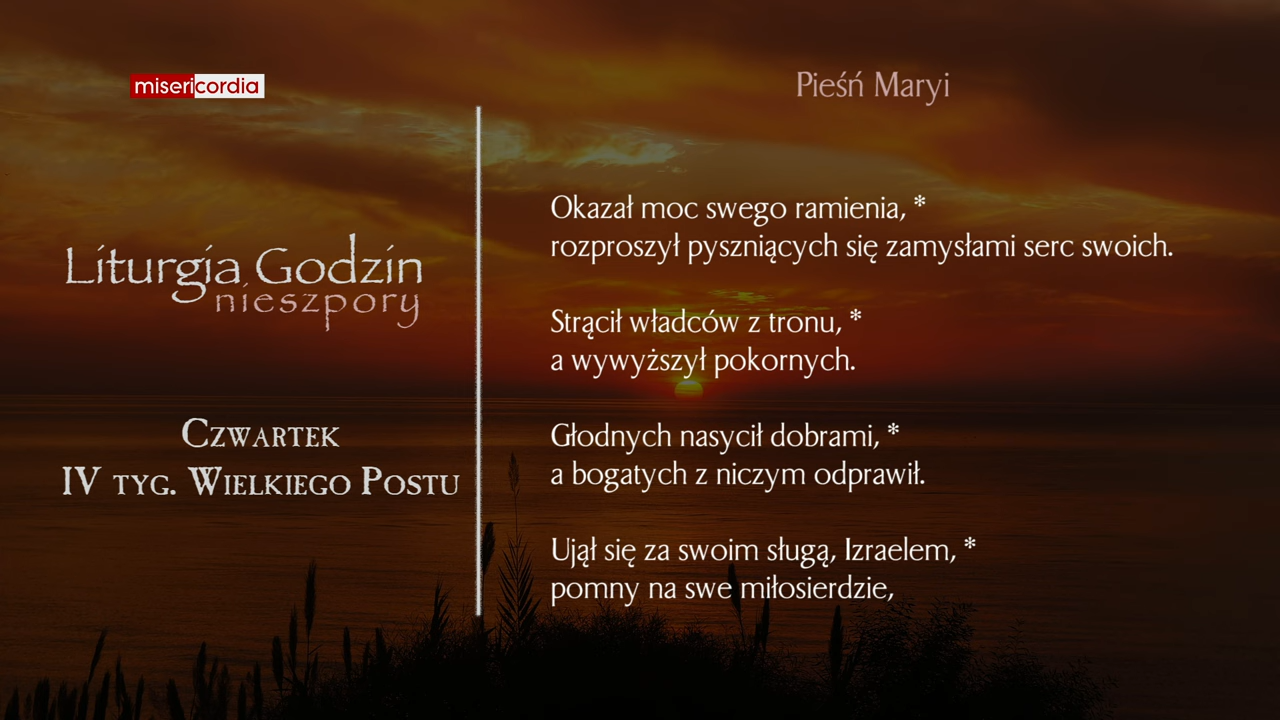 misericordia
Liturgia Godzin
nieszpory
Czwartek
IV tyg. Wielkiego Postu
Pieśń Maryi
Okazał moc swego ramienia, *
rozproszył pyszniących się zamysłami serc swoich.
Strącił władców z tronu, *
a wywyższył pokornych.
Głodnych nasycił dobrami, *
a bogatych z niczym odprawił.
Ujął się za swoim sługą, Izraelem, *
pomny na swe miłosierdzie,